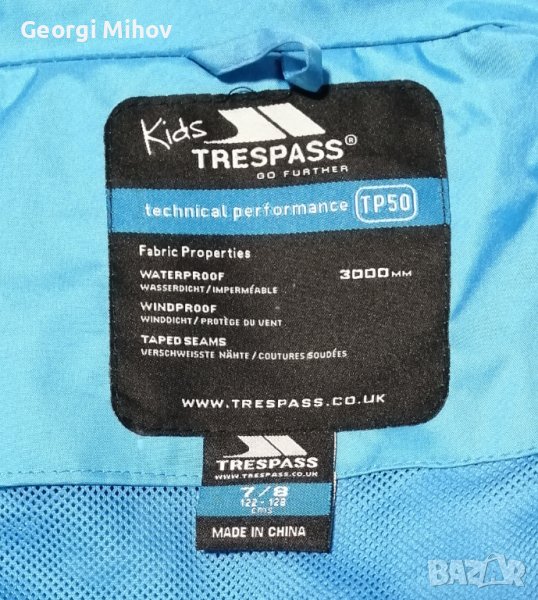 Georgi Mihov
Kids
TRESPASS®
GO FURTHER
technical performance TP50
Fabric Properties
WATERPROOF 3000MM
WASSERDICHT/IMPERMÉABLE
WINDPROOF
WINDDICHT/PROTÈGE DU VENT
TAPED SEAMS
VERSCHWEISSTE NÄHTE/COUTURES SOUDÉES
WWW.TRESPASS.CO.UK
TRESPASS
WWW.TRESPASS.CO.UK
7/8
122 - 128
cms
MADE IN CHINA
BAZAR